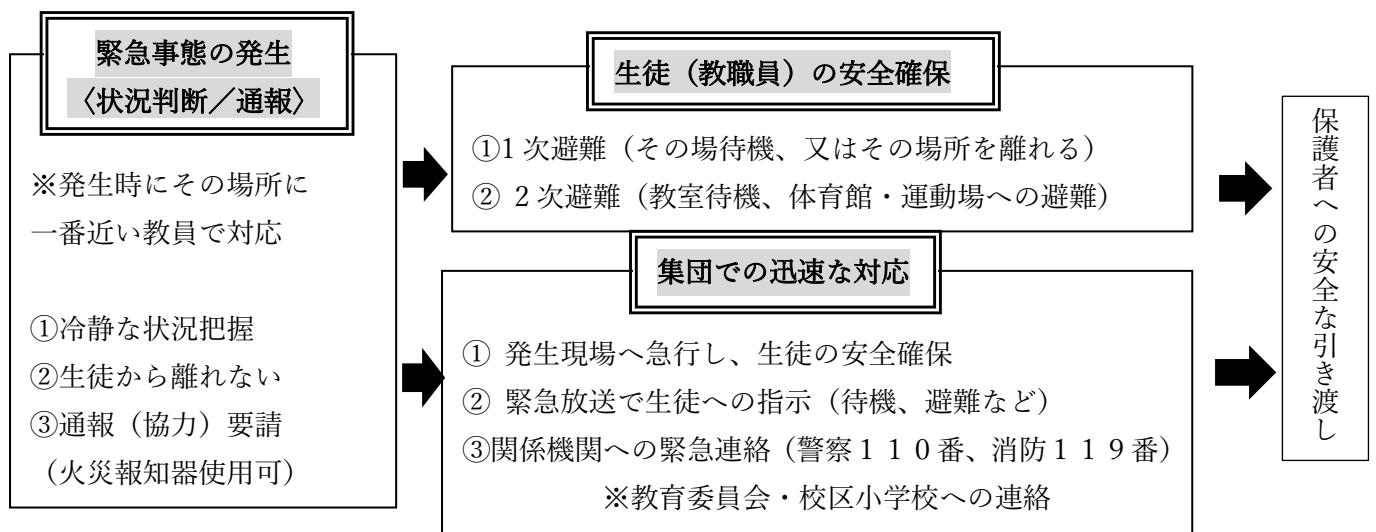 緊急事態の発生
〈状況判断／通報〉
※発生時にその場所に
一番近い教員で対応
①冷静な状況把握
②生徒から離れない
③通報（協力）要請
（火災報知器使用可）
生徒（教職員）の安全確保
①1次避難（その場待機、又はその場所を離れる）
② 2次避難（教室待機、体育館・運動場への避難）
集団での迅速な対応
① 発生現場へ急行し、生徒の安全確保
② 緊急放送で生徒への指示（待機、避難など）
③関係機関への緊急連絡（警察１１０番、消防１１９番）
※教育委員会・校区小学校への連絡
保護者への安全な引き渡し